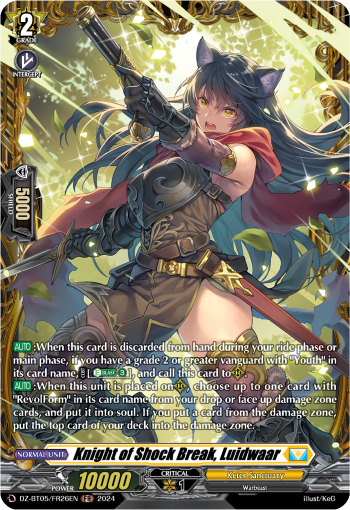 2
GRADE
INTERCEPT
5000
SHIELD
AUTO :When this card is discarded from hand during your ride phase or
main phase, if you have a grade 2 or greater vanguard with "Youth" in
its card name, [ BLAST 3 ], and call this card to R.
AUTO :When this unit is placed on R, choose up to one card with
"RevolForm" in its card name from your drop or face up damage zone
cards, and put it into soul. If you put a card from the damage zone,
put the top card of your deck into the damage zone.
NORMAL UNIT Knight of Shock Break, Luidwaar
POWER 10000 CRITICAL 1 Keter Sanctuary
Warbeast
DZ-BT05/FR26EN FR 2024 illust/KeG